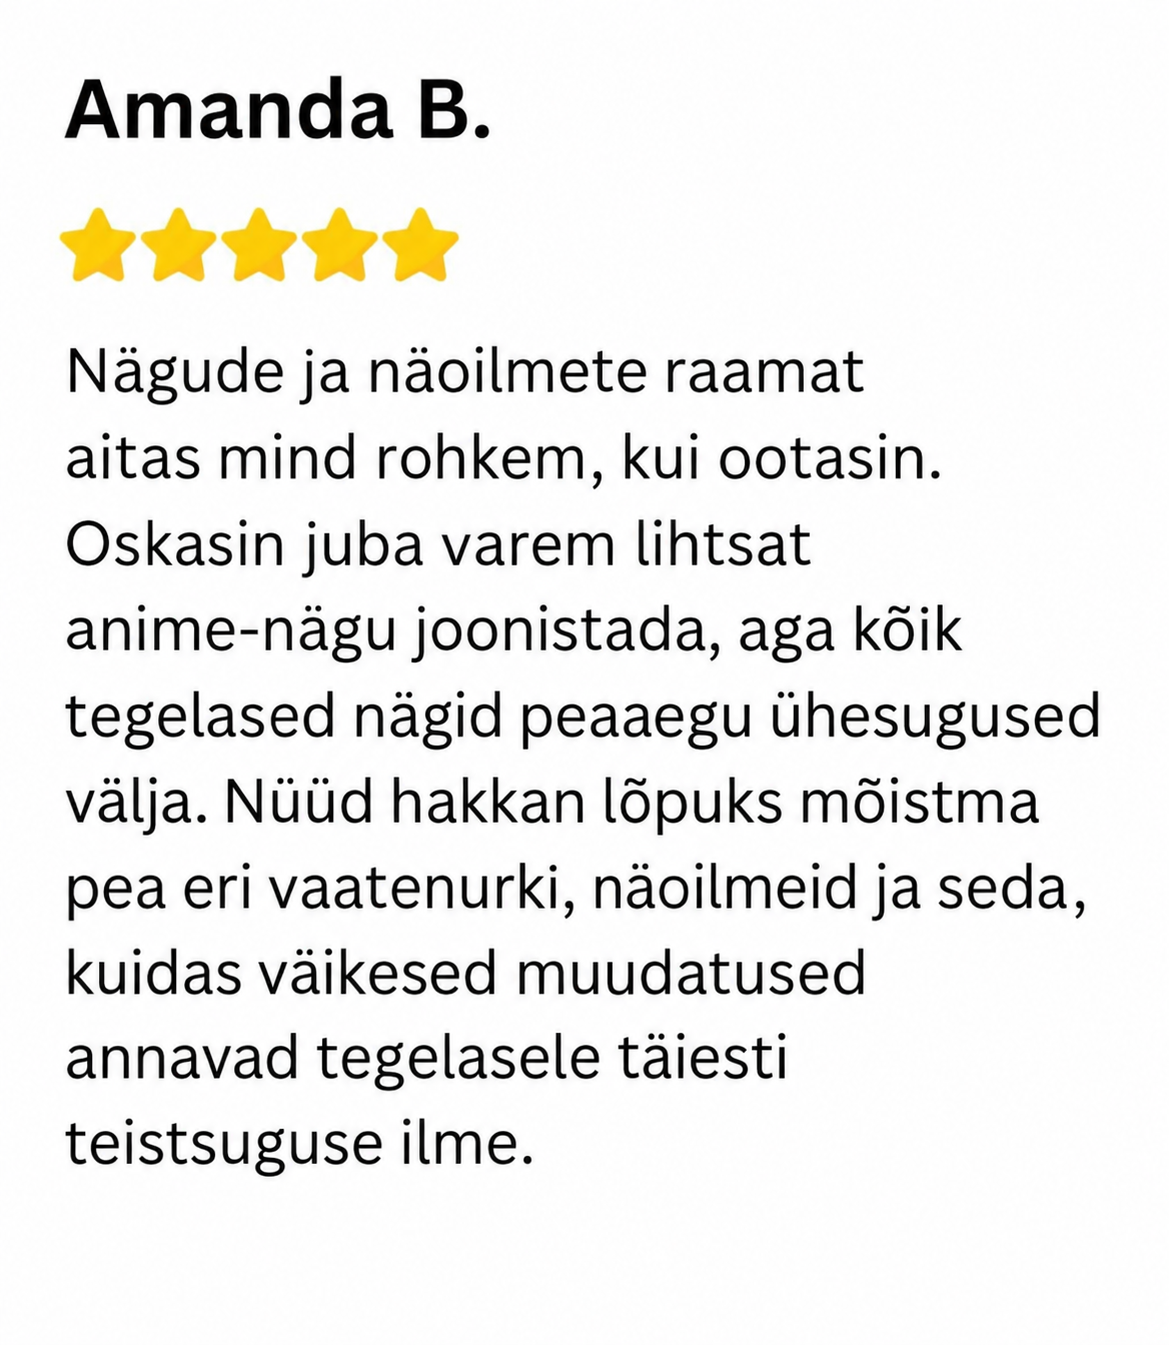 Amanda B.
⭐⭐⭐⭐⭐
Nägude ja näoilmete raamat
aitas mind rohkem, kui ootasin.
Oskasin juba varem lihtsat
anime-nägu joonistada, aga kõik
tegelased nägid peaaegu ühesugused
välja. Nüüd hakkan lõpuks mõistma
pea eri vaatenurki, näoilmeid ja seda,
kuidas väikesed muudatused
annavad tegelasele täiesti
teistsuguse ilme.